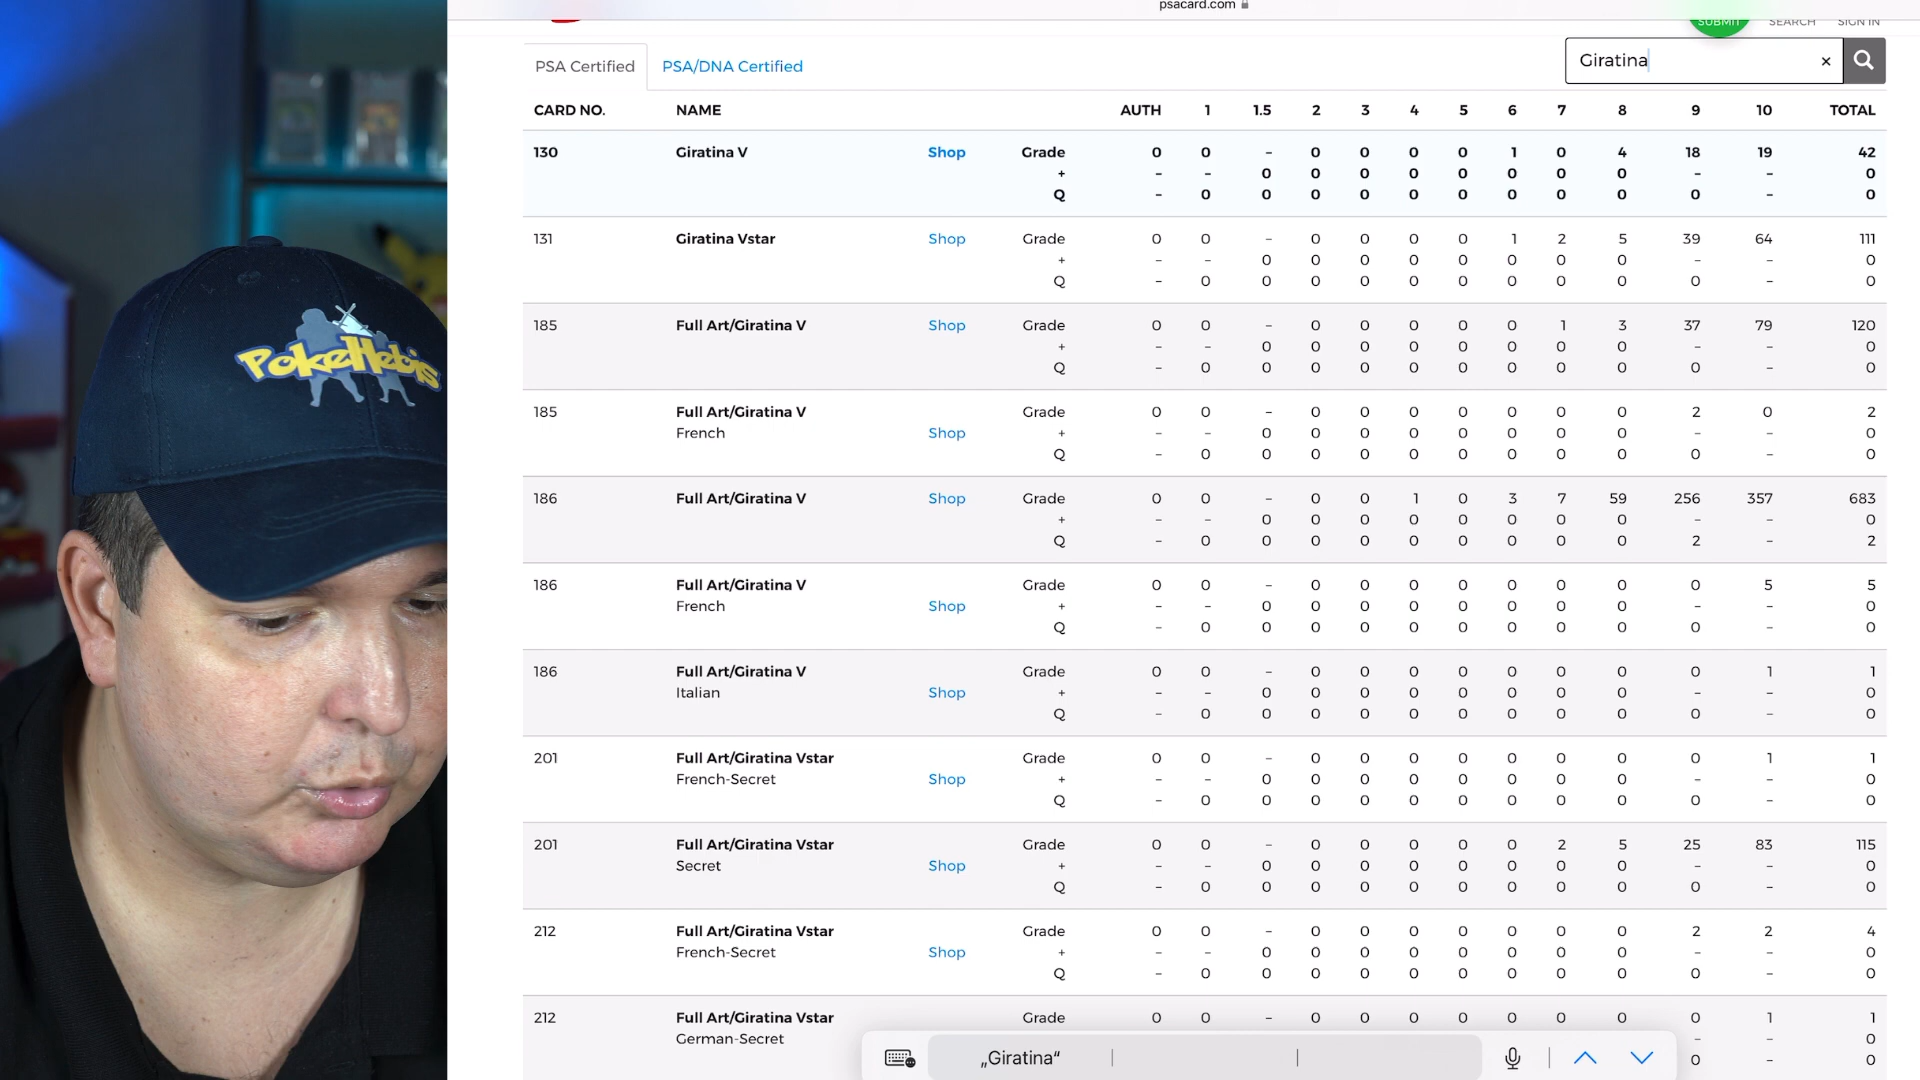 psacard.com
SUBMIT SEARCH SIGN IN
PSA Certified PSA/DNA Certified Giratina ×
CARD NO. NAME AUTH 1 1.5 2 3 4 5 6 7 8 9 10 TOTAL
130 Giratina V Shop Grade 0 0 - 0 0 0 0 1 0 4 18 19 42
+ - - 0 0 0 0 0 0 0 0 - - 0
Q - 0 0 0 0 0 0 0 0 0 0 - 0
131 Giratina Vstar Shop Grade 0 0 - 0 0 0 0 1 2 5 39 64 111
+ - - 0 0 0 0 0 0 0 0 - - 0
Q - 0 0 0 0 0 0 0 0 0 0 - 0
185 Full Art/Giratina V Shop Grade 0 0 - 0 0 0 0 0 1 3 37 79 120
+ - - 0 0 0 0 0 0 0 0 - - 0
Q - 0 0 0 0 0 0 0 0 0 0 - 0
185 Full Art/Giratina V Grade 0 0 - 0 0 0 0 0 0 0 2 0 2
French Shop + - - 0 0 0 0 0 0 0 0 - - 0
Q - 0 0 0 0 0 0 0 0 0 0 - 0
186 Full Art/Giratina V Shop Grade 0 0 - 0 0 1 0 3 7 59 256 357 683
+ - - 0 0 0 0 0 0 0 0 - - 0
Q - 0 0 0 0 0 0 0 0 0 2 - 2
186 Full Art/Giratina V Grade 0 0 - 0 0 0 0 0 0 0 0 5 5
French Shop + - - 0 0 0 0 0 0 0 0 - - 0
Q - 0 0 0 0 0 0 0 0 0 0 - 0
186 Full Art/Giratina V Grade 0 0 - 0 0 0 0 0 0 0 0 1 1
Italian Shop + - - 0 0 0 0 0 0 0 0 - - 0
Q - 0 0 0 0 0 0 0 0 0 0 - 0
201 Full Art/Giratina Vstar Grade 0 0 - 0 0 0 0 0 0 0 0 1 1
French-Secret Shop + - - 0 0 0 0 0 0 0 0 - - 0
Q - 0 0 0 0 0 0 0 0 0 0 - 0
201 Full Art/Giratina Vstar Grade 0 0 - 0 0 0 0 0 2 5 25 83 115
Secret Shop + - - 0 0 0 0 0 0 0 0 - - 0
Q - 0 0 0 0 0 0 0 0 0 0 - 0
212 Full Art/Giratina Vstar Grade 0 0 - 0 0 0 0 0 0 0 2 2 4
French-Secret Shop + - - 0 0 0 0 0 0 0 0 - - 0
Q - 0 0 0 0 0 0 0 0 0 0 - 0
212 Full Art/Giratina Vstar Grade 0 0 - 0 0 0 0 0 0 0 0 1 1
German-Secret - - 0
0 - 0
„Giratina“
PokeHebis